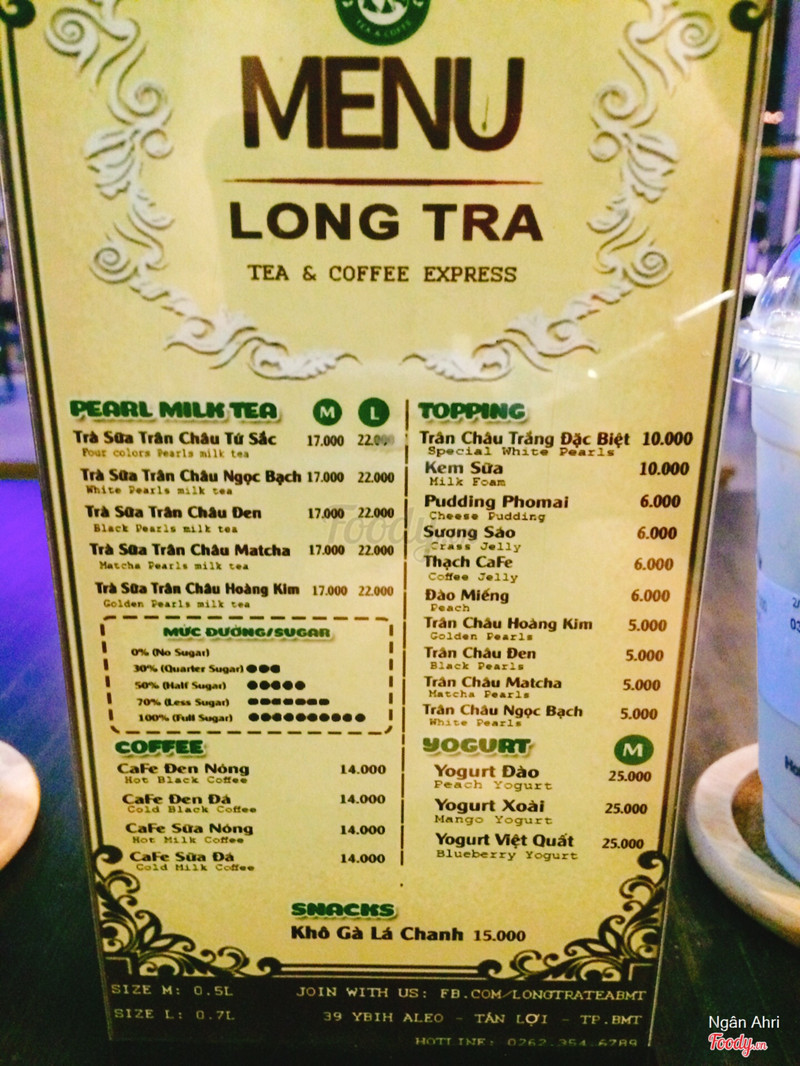 TEA & COFFE
MENU
LONG TRA
TEA & COFFEE EXPRESS
PEARL MILK TEA M L
Trà Sữa Trân Châu Tứ Sắc 17.000 22.000
Four colors Pearls milk tea
Trà Sữa Trân Châu Ngọc Bạch 17.000 22.000
White Pearls milk tea
Trà Sữa Trân Châu Đen 17.000 22.000
Black Pearls milk tea
Trà Sữa Trân Châu Matcha 17.000 22.000
Matcha Pearls milk tea
Trà Sữa Trân Châu Hoàng Kim 17.000 22.000
Golden Pearls milk tea
MỨC ĐƯỜNG/SUGAR
0% (No Sugar)
30% (Quarter Sugar)
50% (Half Sugar)
70% (Less Sugar)
100% (Full Sugar)
COFFEE
CaFe Đen Nóng 14.000
Hot Black Coffee
CaFe Đen Đá 14.000
Cold Black Coffee
CaFe Sữa Nóng 14.000
Hot Milk Coffee
CaFe Sữa Đá 14.000
Cold Milk Coffee
TOPPING
Trân Châu Trắng Đặc Biệt 10.000
Special White Pearls
Kem Sữa 10.000
Milk Foam
Pudding Phomai 6.000
Cheese Pudding
Sương Sáo 6.000
Grass Jelly
Thạch CaFe 6.000
Coffee Jelly
Đào Miếng 6.000
Peach
Trân Châu Hoàng Kim 5.000
Golden Pearls
Trân Châu Đen 5.000
Black Pearls
Trân Châu Matcha 5.000
Matcha Pearls
Trân Châu Ngọc Bạch 5.000
White Pearls
YOGURT M
Yogurt Đào 25.000
Peach Yogurt
Yogurt Xoài 25.000
Mango Yogurt
Yogurt Việt Quất 25.000
Blueberry Yogurt
SNACKS
Khô Gà Lá Chanh 15.000
SIZE M: 0.5L
SIZE L: 0.7L
JOIN WITH US: FB.COM/LONGTRATEABMT
39 YBIH ALEO - TÂN LỢI - TP.BMT
HOTLINE: 0262.354.6789
Ngân Ahri
Foody.vn